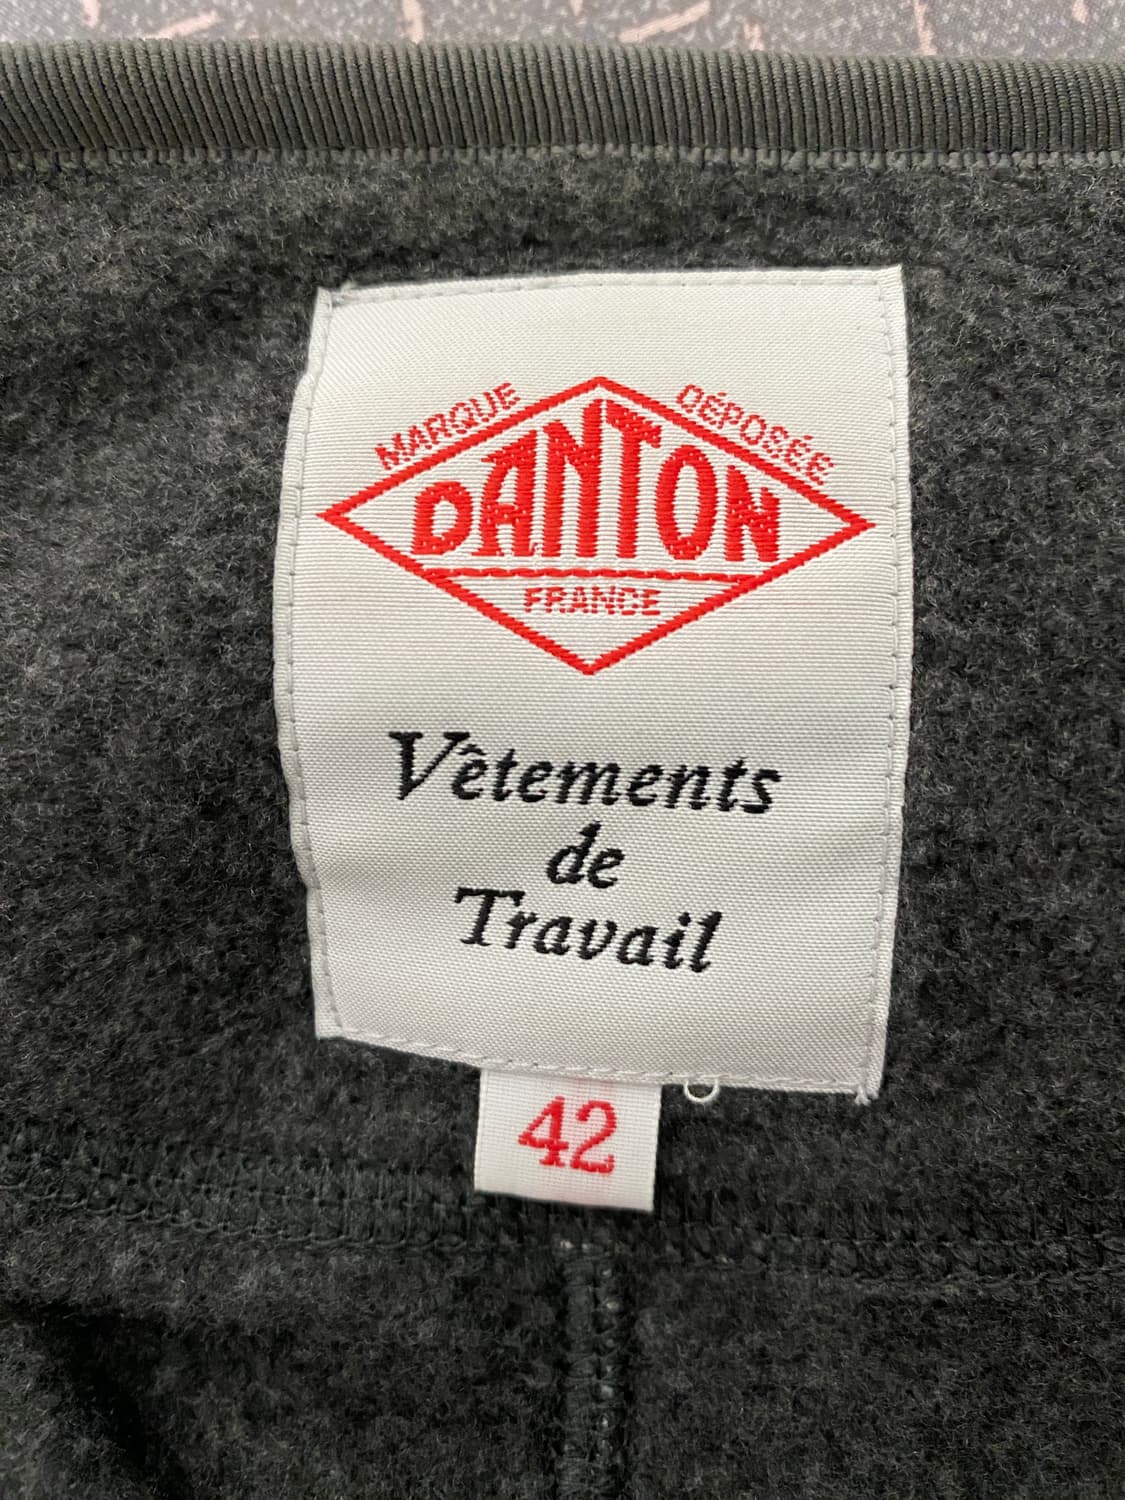 MARQUE DÉPOSÉE
DANTON
FRANCE
Vêtements
de
Travail
42